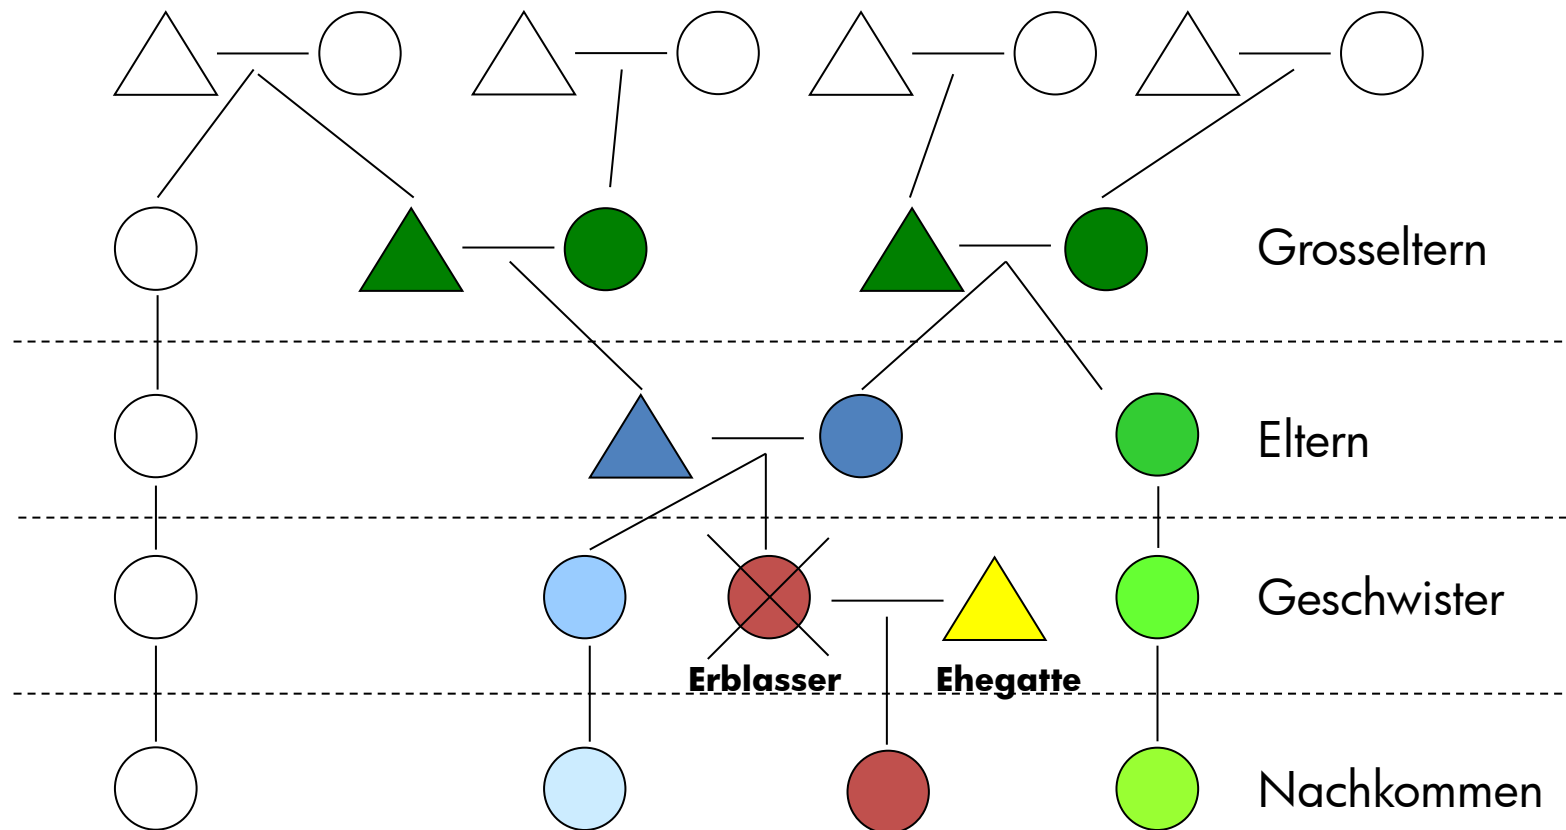 Grosseltern
Eltern
Geschwister
Erblasser
Ehegatte
Nachkommen